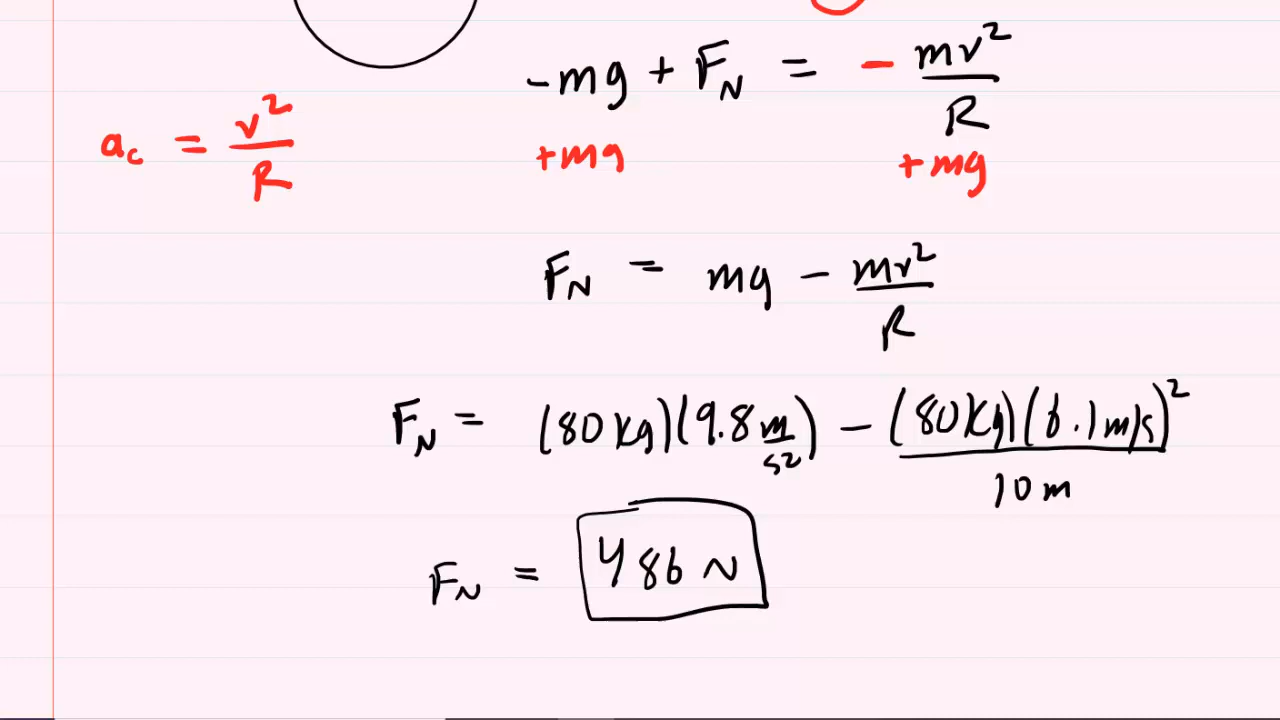 -mg + F_N = - mv²/R
a_c = v²/R
+mg +mg
F_N = mg - mv²/R
F_N = (80 kg)(9.8 m/s²) - (80 kg)(6.1 m/s)²/10 m
F_N = 486 N